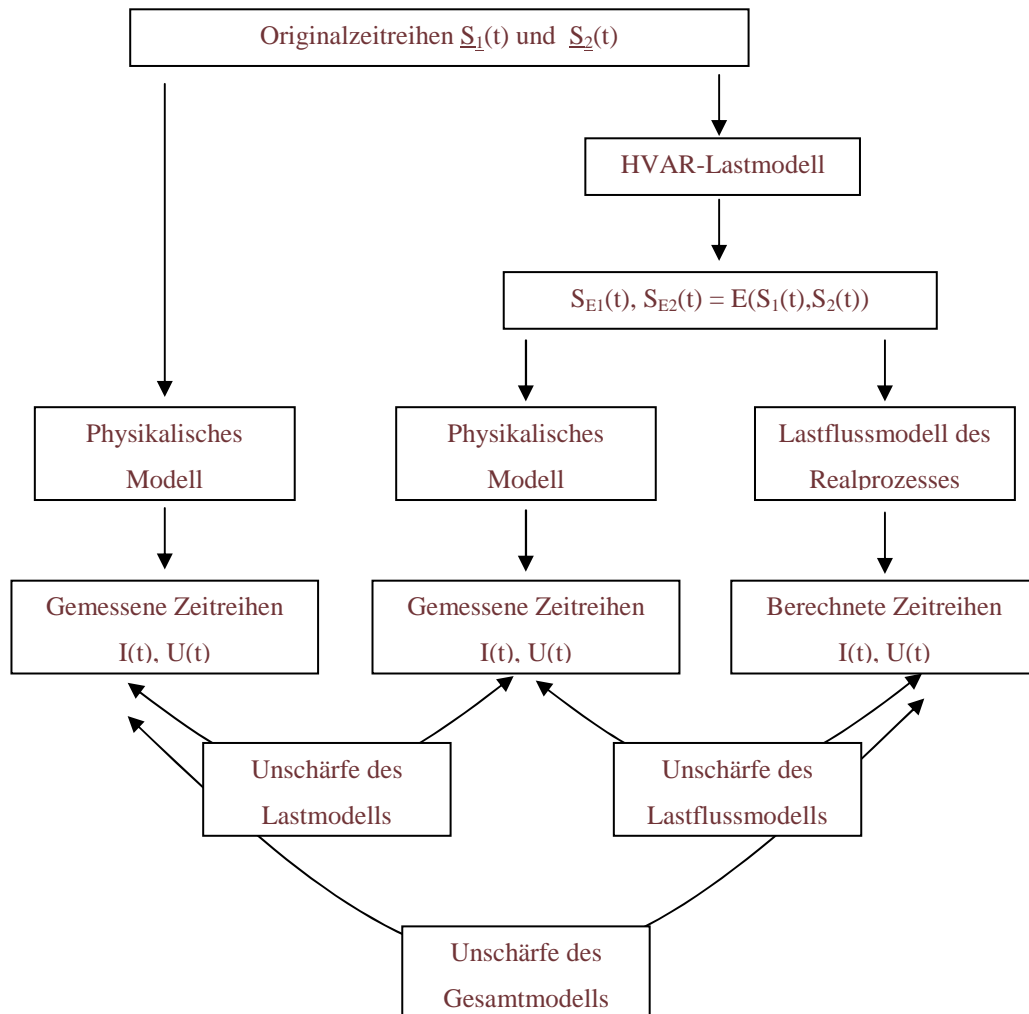 Originalzeitreihen S1(t) und S2(t)
HVAR-Lastmodell
SE1(t), SE2(t) = E(S1(t),S2(t))
Physikalisches
Modell
Physikalisches
Modell
Lastflussmodell des
Realprozesses
Gemessene Zeitreihen
I(t), U(t)
Gemessene Zeitreihen
I(t), U(t)
Berechnete Zeitreihen
I(t), U(t)
Unschärfe des
Lastmodells
Unschärfe des
Lastflussmodells
Unschärfe des
Gesamtmodells